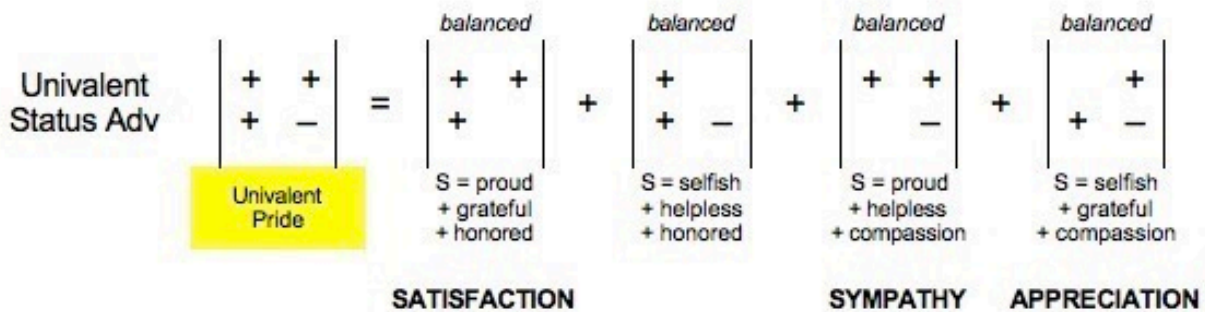 balanced balanced balanced balanced
Univalent + + = + + + + + + + + +
Status Adv + – + + – – + –
Univalent
Pride
S = proud S = selfish S = proud S = selfish
+ grateful + helpless + helpless + grateful
+ honored + honored + compassion + compassion
SATISFACTION SYMPATHY APPRECIATION